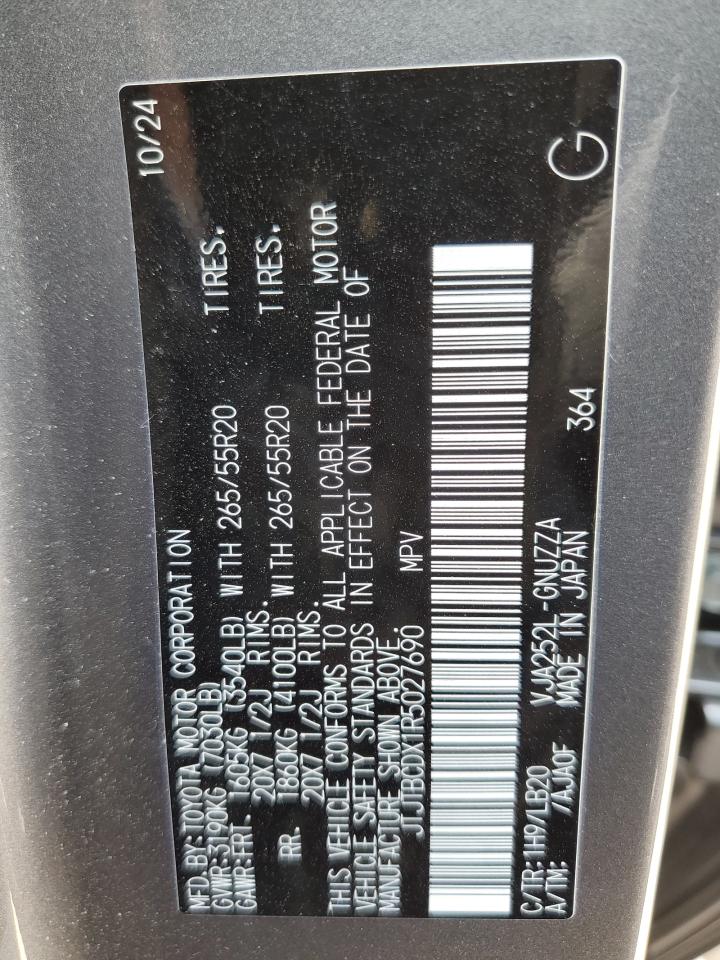 10/24
MFD.BY:TOYOTA MOTOR CORPORATION
GVWR:3190KG (7030LB)
GAWR:FRT. 1605KG (3540LB) WITH 265/55R20 TIRES.
20X7 1/2J RIMS.
RR. 1860KG (4100LB) WITH 265/55R20 TIRES.
20X7 1/2J RIMS.
THIS VEHICLE CONFORMS TO ALL APPLICABLE FEDERAL MOTOR
VEHICLE SAFETY STANDARDS IN EFFECT ON THE DATE OF
MANUFACTURE SHOWN ABOVE.
JTJTBCDX1R5027690 MPV
C/TR:1H9/LB20 VJA252L-GNUZZA 364
A/TM: /AJA0F MADE IN JAPAN G